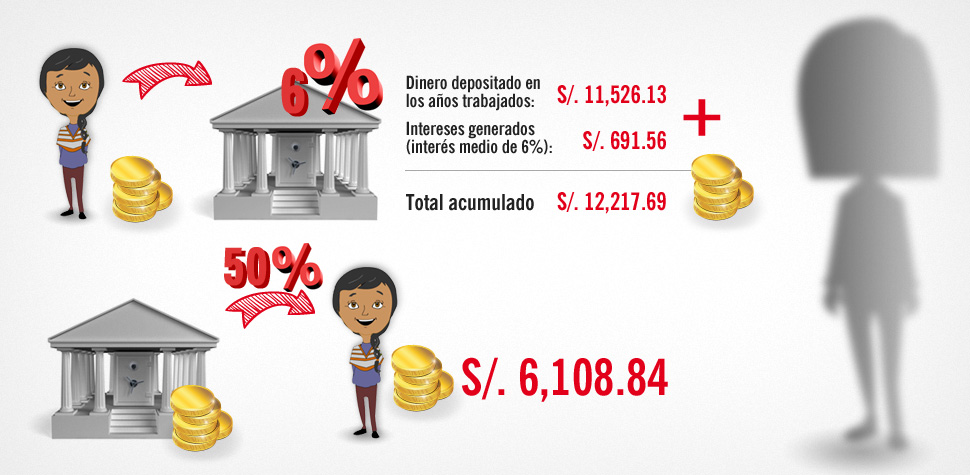 6%
Dinero depositado en
los años trabajados: S/. 11,526.13
+
Intereses generados
(interés medio de 6%): S/. 691.56
Total acumulado S/. 12,217.69
50%
S/. 6,108.84